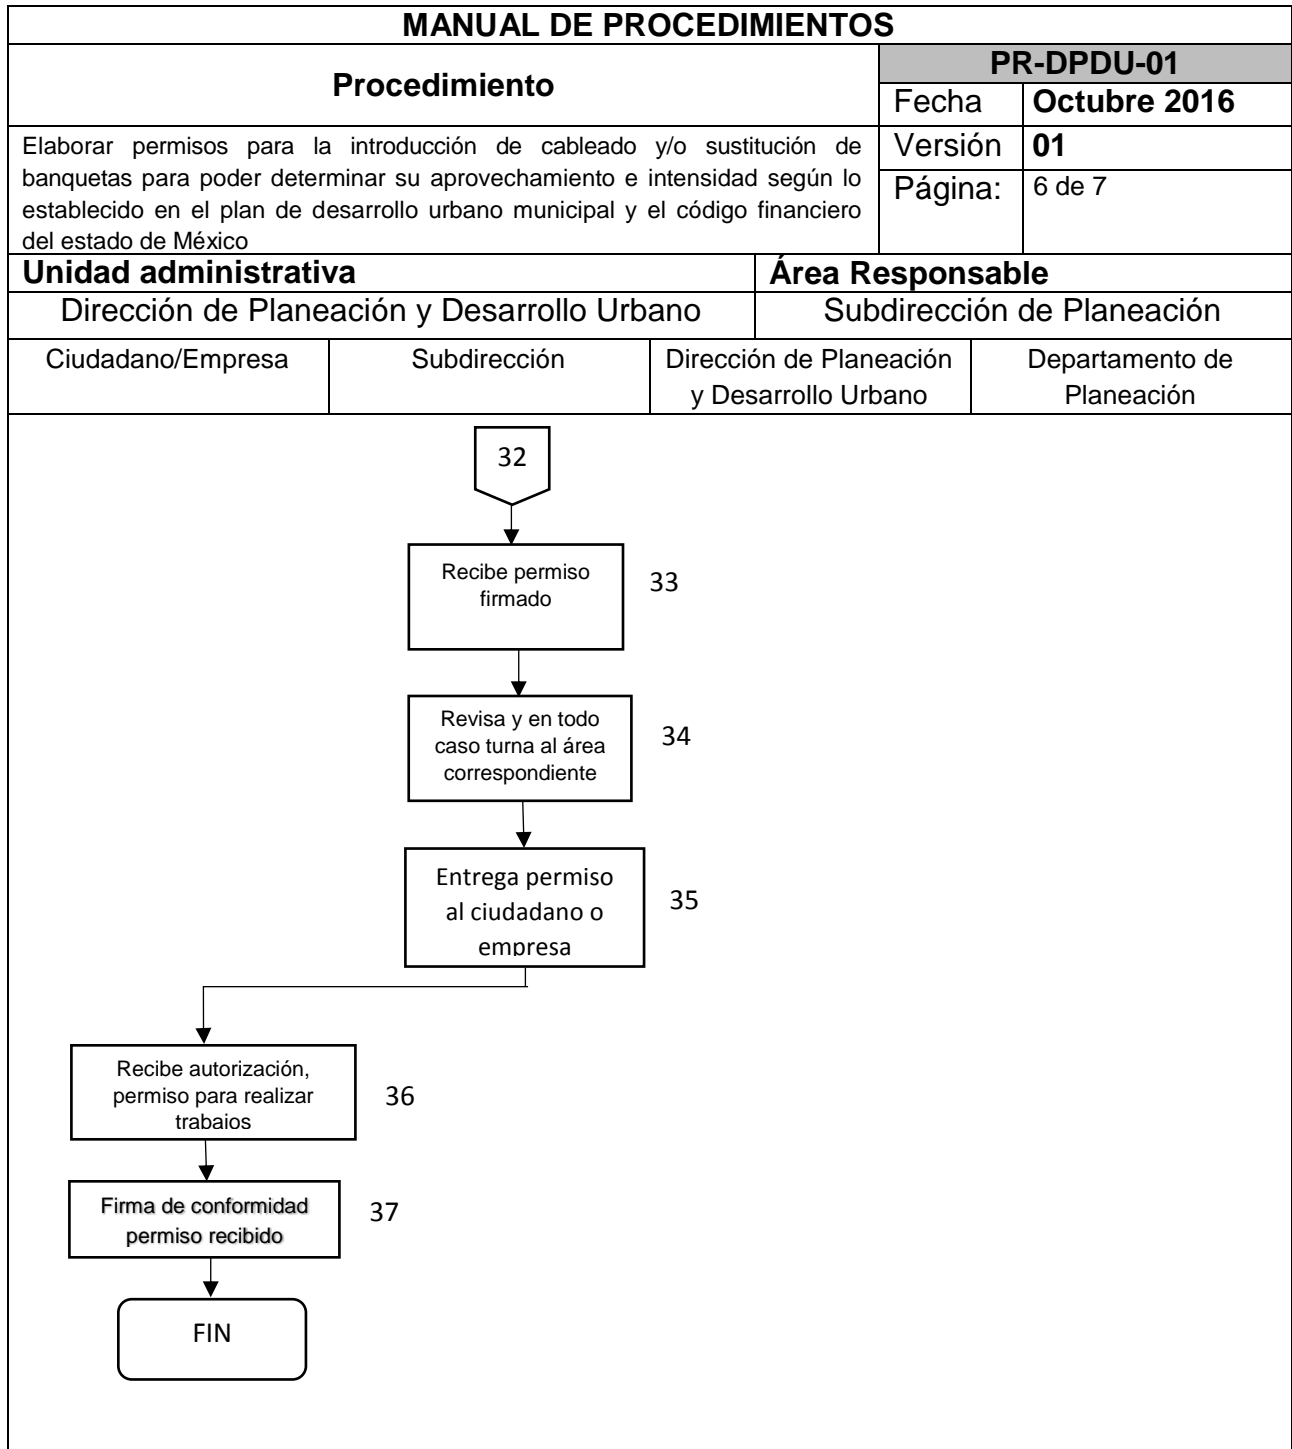 MANUAL DE PROCEDIMIENTOS
Procedimiento
PR-DPDU-01
Fecha
Octubre 2016
Elaborar permisos para la introducción de cableado y/o sustitución de
banquetas para poder determinar su aprovechamiento e intensidad según lo
establecido en el plan de desarrollo urbano municipal y el código financiero
del estado de México
Versión
01
Página:
6 de 7
Unidad administrativa
Área Responsable
Dirección de Planeación y Desarrollo Urbano
Subdirección de Planeación
Ciudadano/Empresa
Subdirección
Dirección de Planeación
y Desarrollo Urbano
Departamento de
Planeación
32
Recibe permiso
firmado
33
Revisa y en todo
caso turna al área
correspondiente
34
Entrega permiso
al ciudadano o
empresa
35
Recibe autorización,
permiso para realizar
trabajos
36
Firma de conformidad
permiso recibido
37
FIN